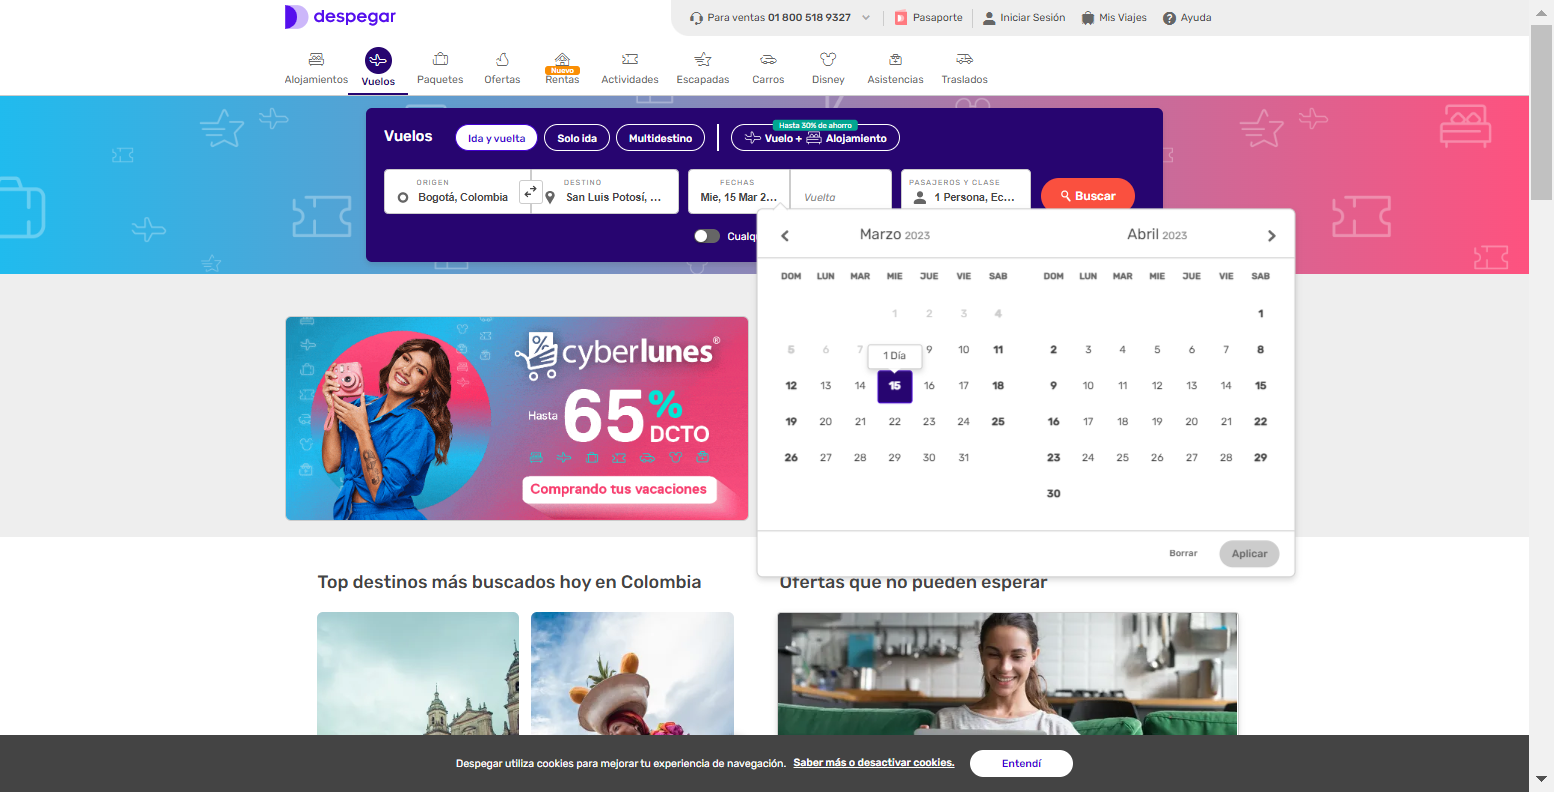 despegar
Para ventas 01 800 518 9327
Pasaporte
Iniciar Sesión
Mis Viajes
Ayuda
Alojamientos
Vuelos
Paquetes
Ofertas
Nuevo
Rentas
Actividades
Escapadas
Carros
Disney
Asistencias
Traslados
Vuelos
Ida y vuelta
Solo ida
Multidestino
Hasta 30% de ahorro
Vuelo + Alojamiento
ORIGEN
Bogotá, Colombia
DESTINO
San Luis Potosí, ...
FECHAS
Mie, 15 Mar 2...
Vuelta
PASAJEROS Y CLASE
1 Persona, Ec...
Buscar
Marzo 2023
Abril 2023
DOM LUN MAR MIE JUE VIE SAB
1 2 3 4
5 6 7 9 10 11
1 Día
12 13 14 15 16 17 18
19 20 21 22 23 24 25
26 27 28 29 30 31
DOM LUN MAR MIE JUE VIE SAB
1
2 3 4 5 6 7 8
9 10 11 12 13 14 15
16 17 18 19 20 21 22
23 24 25 26 27 28 29
30
Borrar
Aplicar
% cyberlunes®
Hasta 65% DCTO
Comprando tus vacaciones
Top destinos más buscados hoy en Colombia
Ofertas que no pueden esperar
Despegar utiliza cookies para mejorar tu experiencia de navegación. Saber más o desactivar cookies.
Entendí